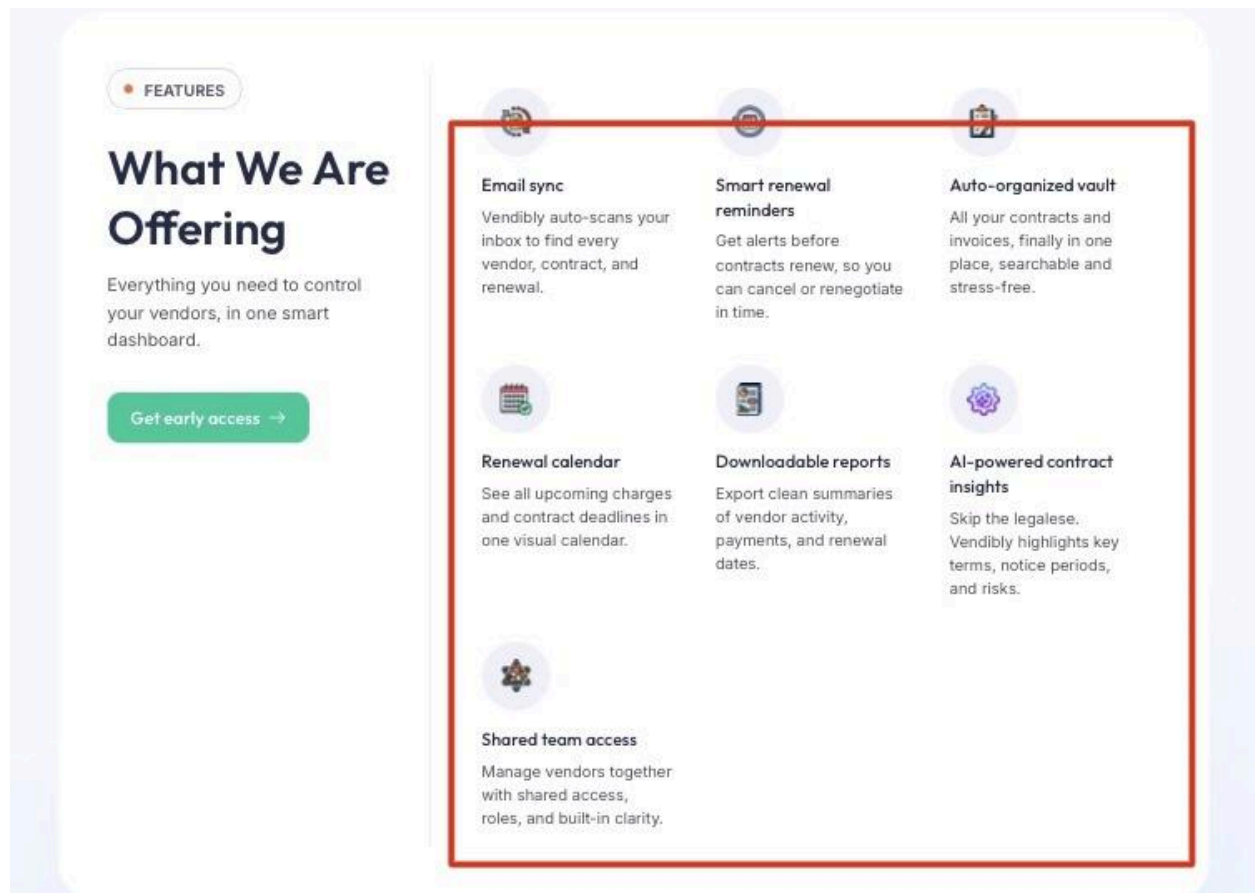 FEATURES
What We Are
Offering
Everything you need to control
your vendors, in one smart
dashboard.
Get early access →
Email sync
Vendibly auto-scans your
inbox to find every
vendor, contract, and
renewal.
Smart renewal
reminders
Get alerts before
contracts renew, so you
can cancel or renegotiate
in time.
Auto-organized vault
All your contracts and
invoices, finally in one
place, searchable and
stress-free.
Renewal calendar
See all upcoming charges
and contract deadlines in
one visual calendar.
Downloadable reports
Export clean summaries
of vendor activity,
payments, and renewal
dates.
AI-powered contract
insights
Skip the legalese.
Vendibly highlights key
terms, notice periods,
and risks.
Shared team access
Manage vendors together
with shared access,
roles, and built-in clarity.